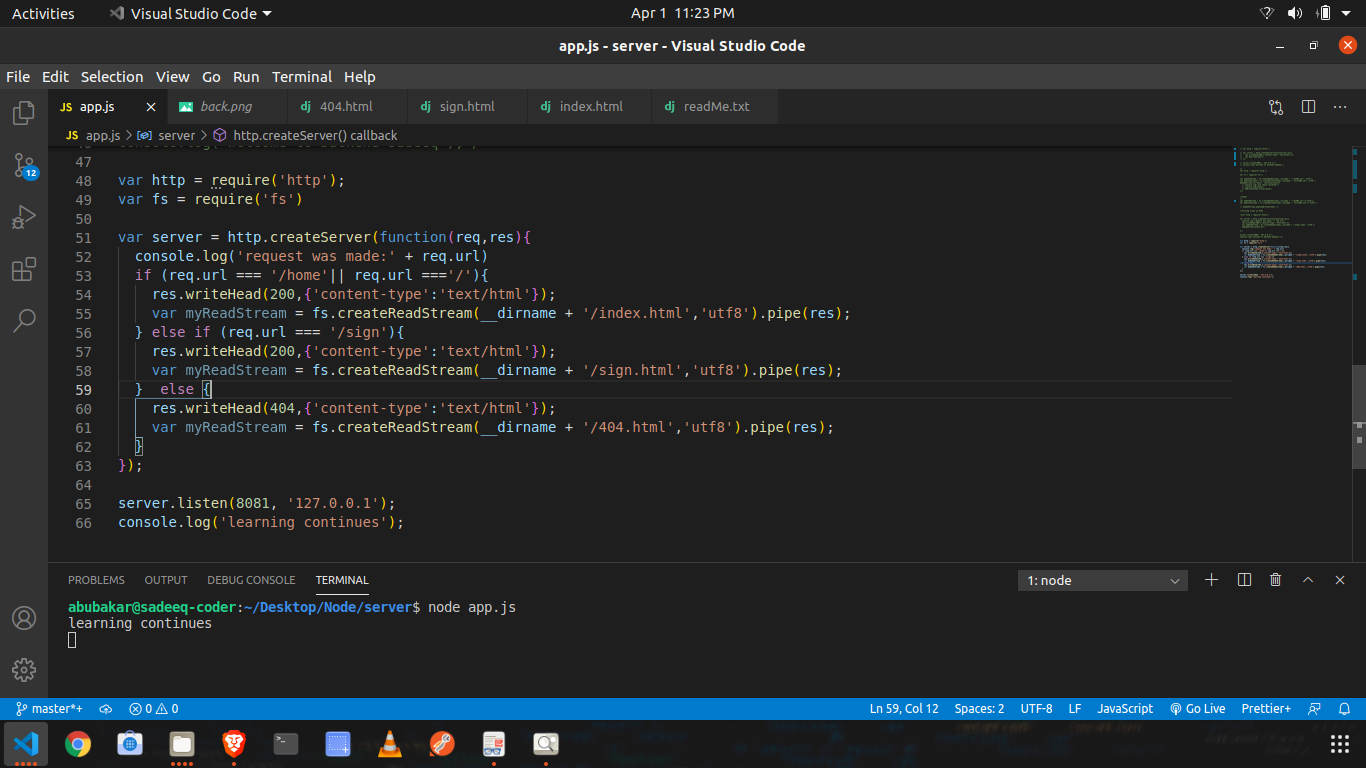 Activities
Visual Studio Code
Apr 1 11:23 PM
app.js - server - Visual Studio Code
File Edit Selection View Go Run Terminal Help
JS app.js
back.png
dj 404.html
dj sign.html
dj index.html
dj readMe.txt
JS app.js > server > http.createServer() callback
47
48 var http = require('http');
49 var fs = require('fs')
50
51 var server = http.createServer(function(req,res){
52 console.log('request was made:' + req.url)
53 if (req.url === '/home'|| req.url ==='/'){
54 res.writeHead(200,{'content-type':'text/html'});
55 var myReadStream = fs.createReadStream(__dirname + '/index.html','utf8').pipe(res);
56 } else if (req.url === '/sign'){
57 res.writeHead(200,{'content-type':'text/html'});
58 var myReadStream = fs.createReadStream(__dirname + '/sign.html','utf8').pipe(res);
59 }  else {
60 res.writeHead(404,{'content-type':'text/html'});
61 var myReadStream = fs.createReadStream(__dirname + '/404.html','utf8').pipe(res);
62 }
63 });
64
65 server.listen(8081, '127.0.0.1');
66 console.log('learning continues');
12
PROBLEMS OUTPUT DEBUG CONSOLE TERMINAL
1: node
abubakar@sadeeq-coder:~/Desktop/Node/server$ node app.js
learning continues
master*+ 0 0 Ln 59, Col 12 Spaces: 2 UTF-8 LF JavaScript Go Live Prettier+